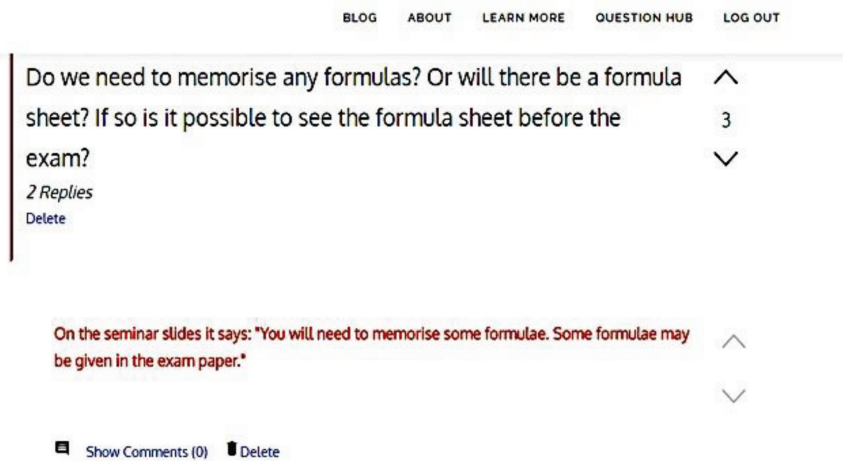 BLOG ABOUT LEARN MORE QUESTION HUB LOG OUT
Do we need to memorise any formulas? Or will there be a formula
sheet? If so is it possible to see the formula sheet before the
exam?
3
2 Replies
Delete
On the seminar slides it says: "You will need to memorise some formulae. Some formulae may
be given in the exam paper."
Show Comments (0) Delete